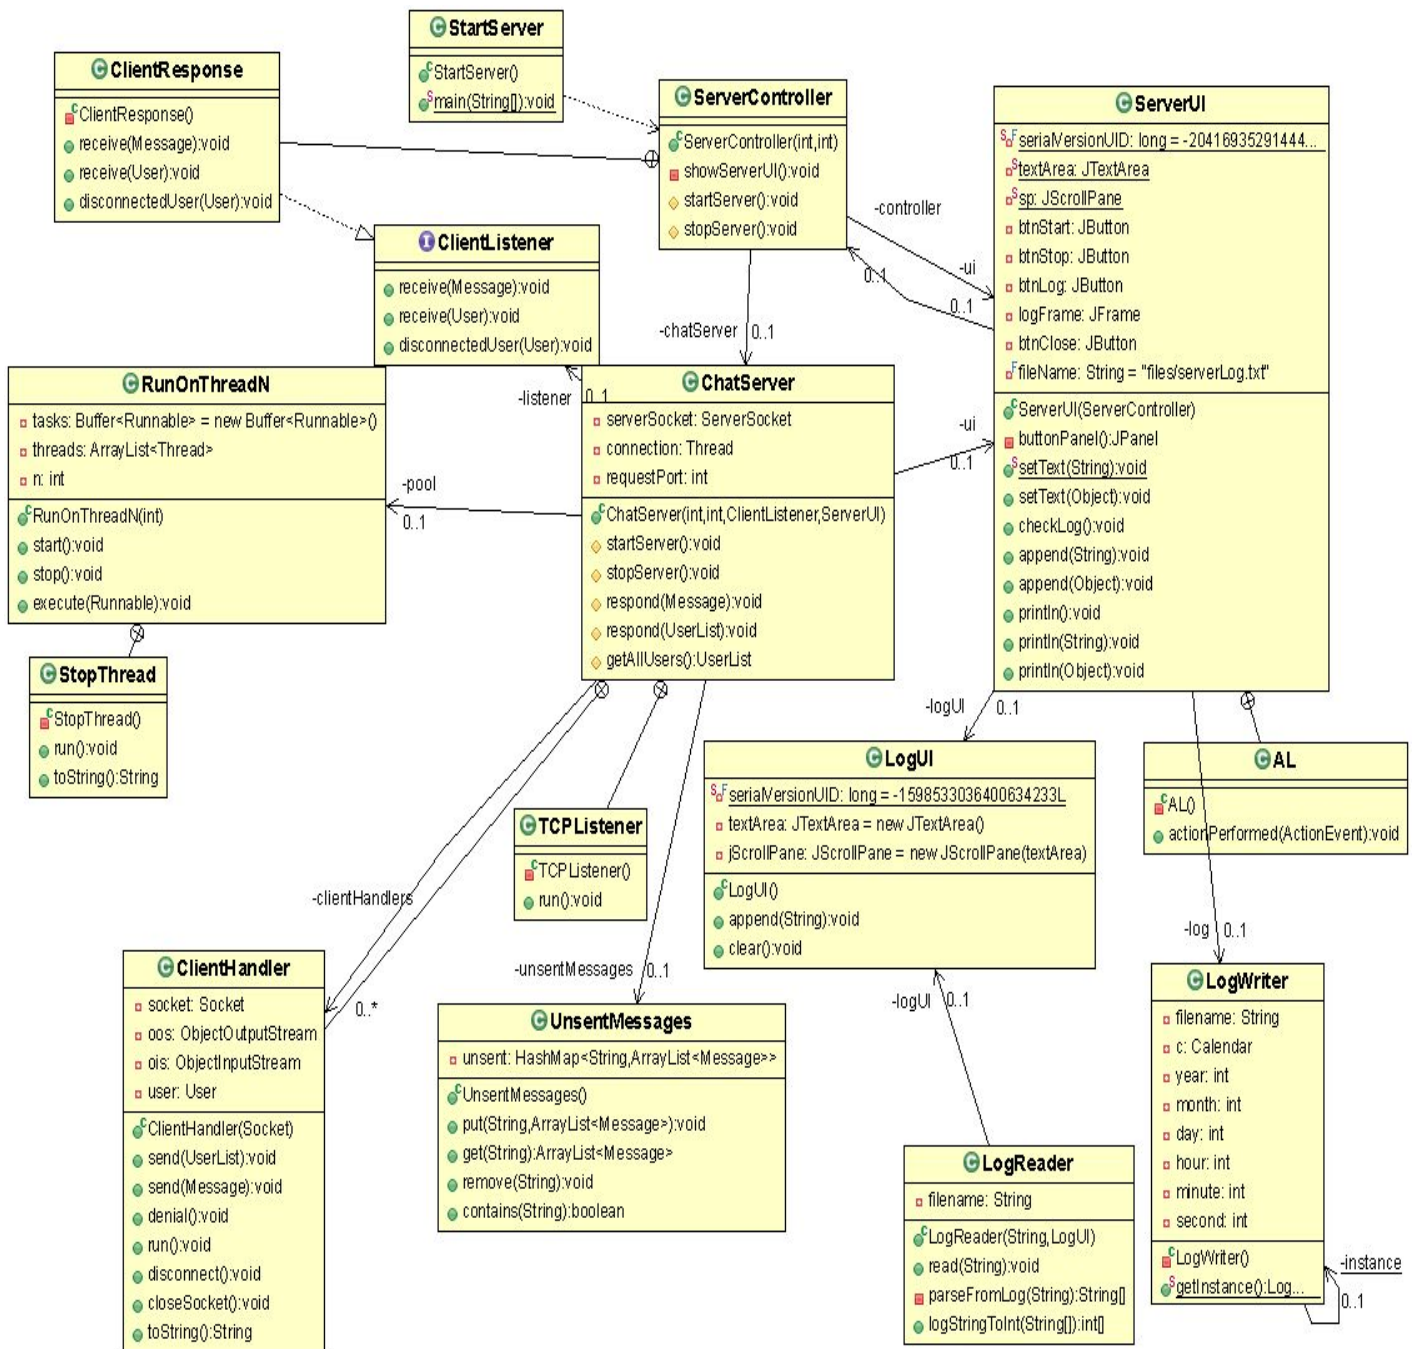 StartServer
StartServer()
main(String[]):void
ClientResponse
ClientResponse()
receive(Message):void
receive(User):void
disconnectedUser(User):void
ServerController
ServerController(int,int)
showServerUI():void
startServer():void
stopServer():void
ServerUI
serialVersionUID: long = -20416935291444...
textArea: JTextArea
sp: JScrollPane
btnStart: JButton
btnStop: JButton
btnLog: JButton
logFrame: JFrame
btnClose: JButton
fileName: String = "files/serverLog.txt"
ServerUI(ServerController)
buttonPanel():JPanel
setText(String):void
setText(Object):void
checkLog():void
append(String):void
append(Object):void
println():void
println(String):void
println(Object):void
-controller
-ui
0..1
0..1
ClientListener
receive(Message):void
receive(User):void
disconnectedUser(User):void
-chatServer
0..1
-listener
0..1
RunOnThreadN
tasks: Buffer<Runnable> = new Buffer<Runnable>()
threads: ArrayList<Thread>
n: int
RunOnThreadN(int)
start():void
stop():void
execute(Runnable):void
-pool
0..1
ChatServer
serverSocket: ServerSocket
connection: Thread
requestPort: int
ChatServer(int,int,ClientListener,ServerUI)
startServer():void
stopServer():void
respond(Message):void
respond(UserList):void
getAllUsers():UserList
-ui
0..1
StopThread
StopThread()
run():void
toString():String
-logUI
0..1
LogUI
serialVersionUID: long = -1598533036400634233L
textArea: JTextArea = new JTextArea()
jScrollPane: JScrollPane = new JScrollPane(textArea)
LogUI()
append(String):void
clear():void
AL
AL()
actionPerformed(ActionEvent):void
TCPListener
TCPListener()
run():void
-clientHandlers
0..*
-unsentMessages
0..1
-log
0..1
-logUI
0..1
ClientHandler
socket: Socket
oos: ObjectOutputStream
ois: ObjectInputStream
user: User
ClientHandler(Socket)
send(UserList):void
send(Message):void
denial():void
run():void
disconnect():void
closeSocket():void
toString():String
UnsentMessages
unsent: HashMap<String,ArrayList<Message>>
UnsentMessages()
put(String,ArrayList<Message>):void
get(String):ArrayList<Message>
remove(String):void
contains(String):boolean
LogReader
filename: String
LogReader(String,LogUI)
read(String):void
parseFromLog(String):String[]
logStringToInt(String[]):int[]
LogWriter
filename: String
c: Calendar
year: int
month: int
day: int
hour: int
minute: int
second: int
LogWriter()
getInstance():Log...
-instance
0..1